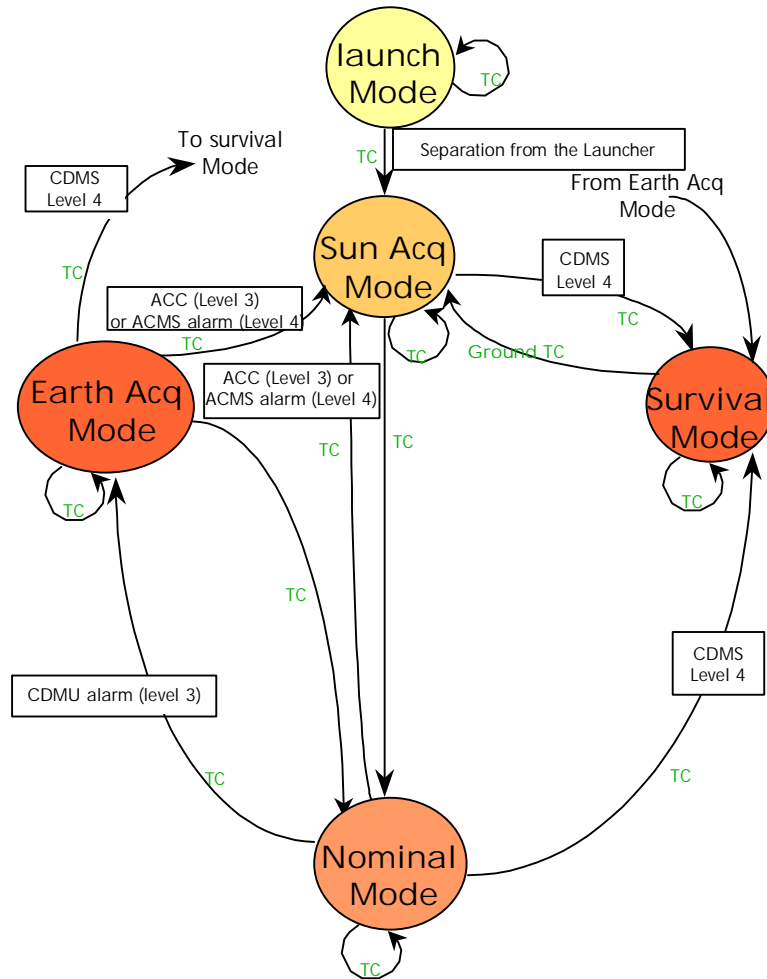 launch
Mode
TC
TC
Separation from the Launcher
To survival
Mode
CDMS
Level 4
From Earth Acq
Mode
Sun Acq
Mode
CDMS
Level 4
TC
ACC (Level 3)
or ACMS alarm (Level 4)
TC
TC
TC
Ground TC
Earth Acq
Mode
ACC (Level 3) or
ACMS alarm (Level 4)
Survival
Mode
TC
TC
TC
TC
TC
CDMS
Level 4
CDMU alarm (level 3)
TC
TC
Nominal
Mode
TC